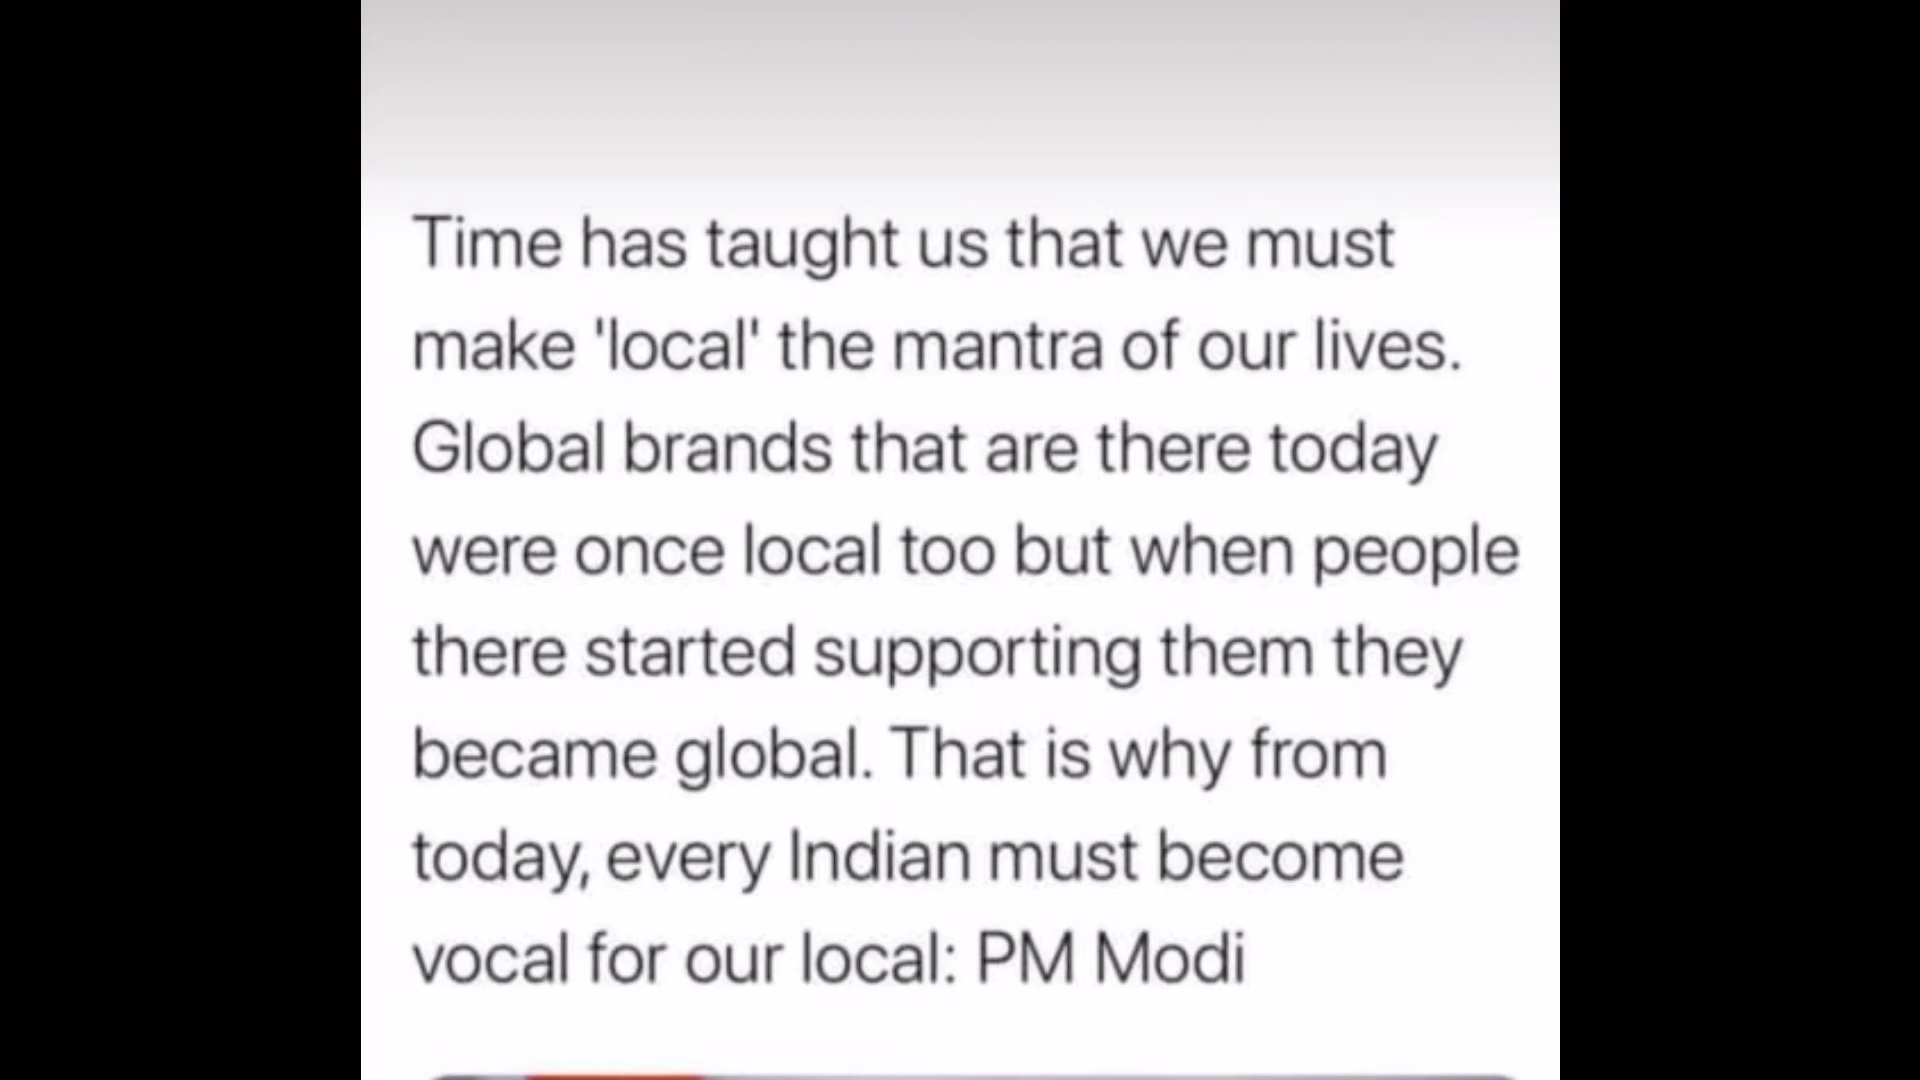 Time has taught us that we must
make 'local' the mantra of our lives.
Global brands that are there today
were once local too but when people
there started supporting them they
became global. That is why from
today, every Indian must become
vocal for our local: PM Modi